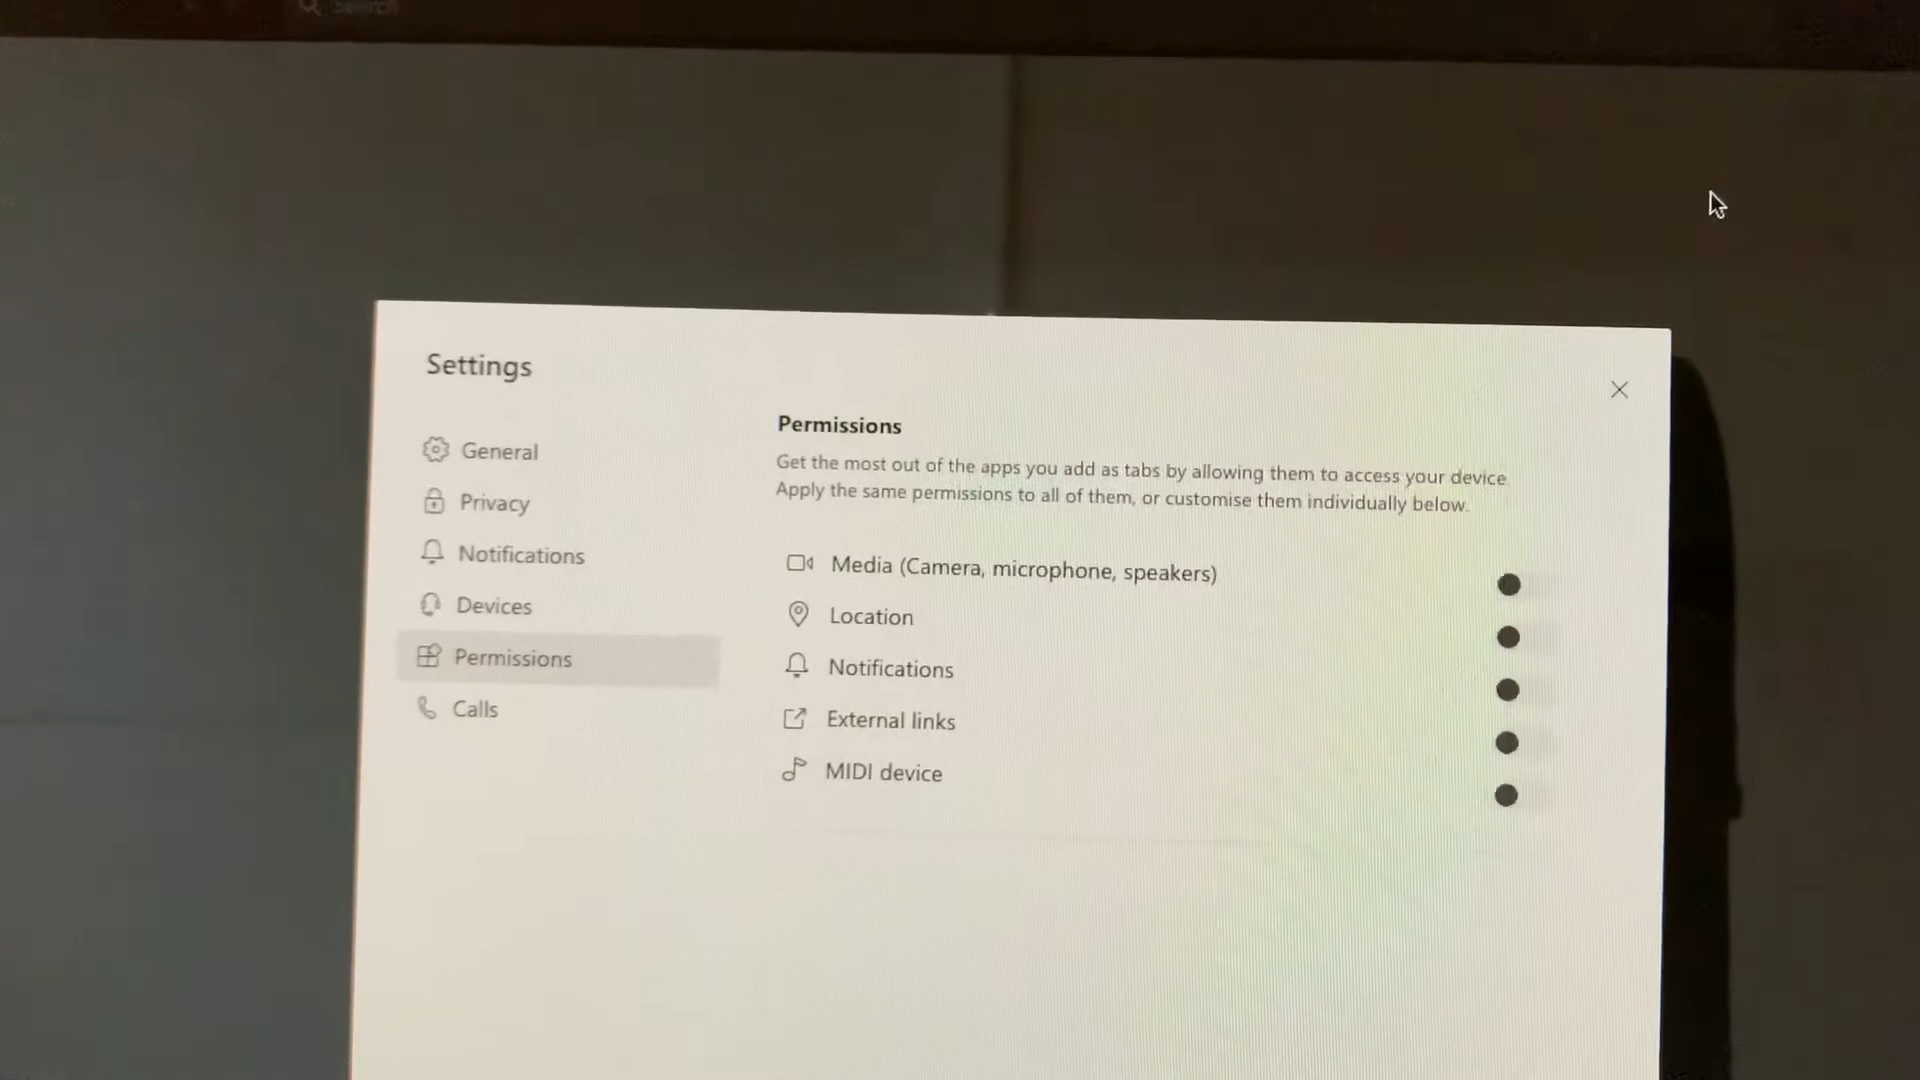 Search
Settings
General
Privacy
Notifications
Devices
Permissions
Calls
Permissions
Get the most out of the apps you add as tabs by allowing them to access your device.
Apply the same permissions to all of them, or customise them individually below.
Media (Camera, microphone, speakers)
Location
Notifications
External links
MIDI device